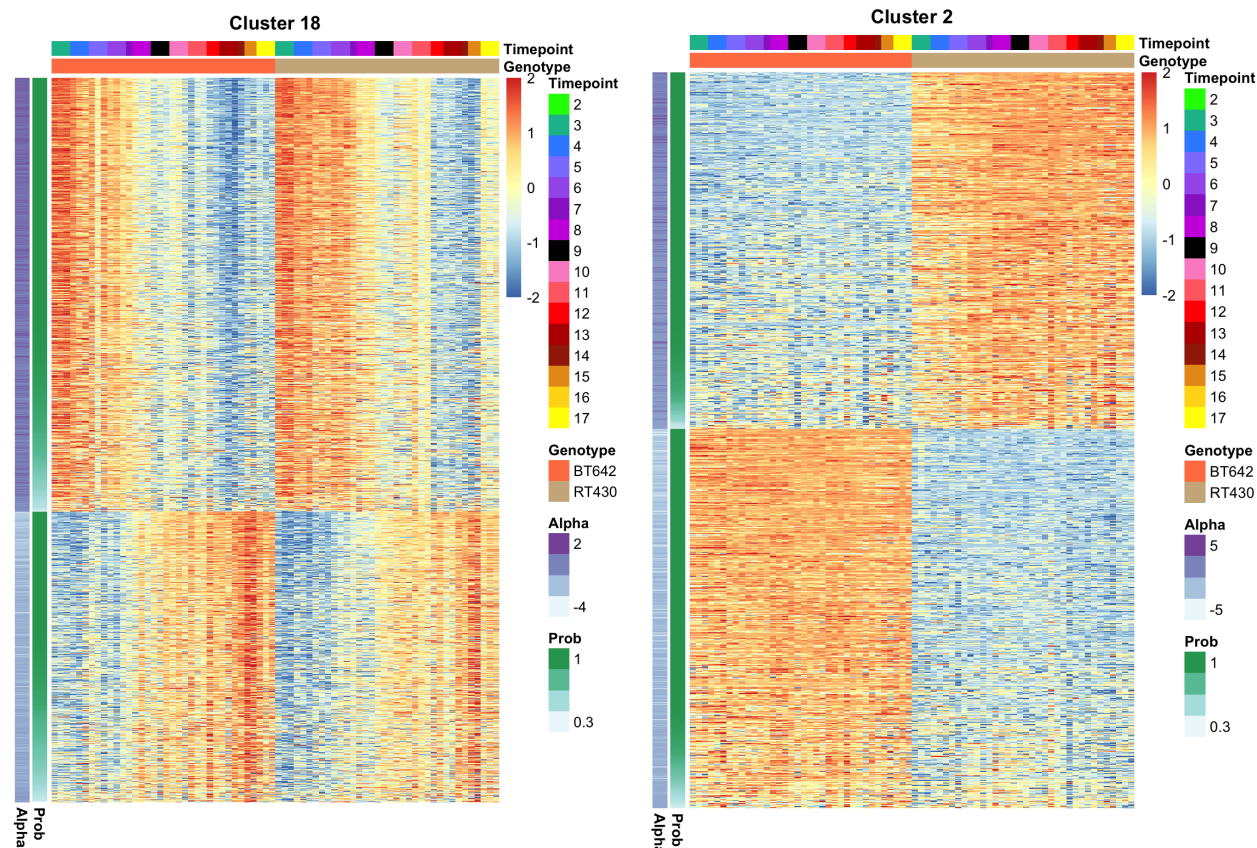 Cluster 18
Timepoint
Genotype
2
1
0
-1
-2
Timepoint
2
3
4
5
6
7
8
9
10
11
12
13
14
15
16
17
Genotype
BT642
RT430
Alpha
2
-4
Prob
1
0.3
Alpha
Prob
Cluster 2
Timepoint
Genotype
2
1
0
-1
-2
Timepoint
2
3
4
5
6
7
8
9
10
11
12
13
14
15
16
17
Genotype
BT642
RT430
Alpha
5
-5
Prob
1
0.3
Alpha
Prob